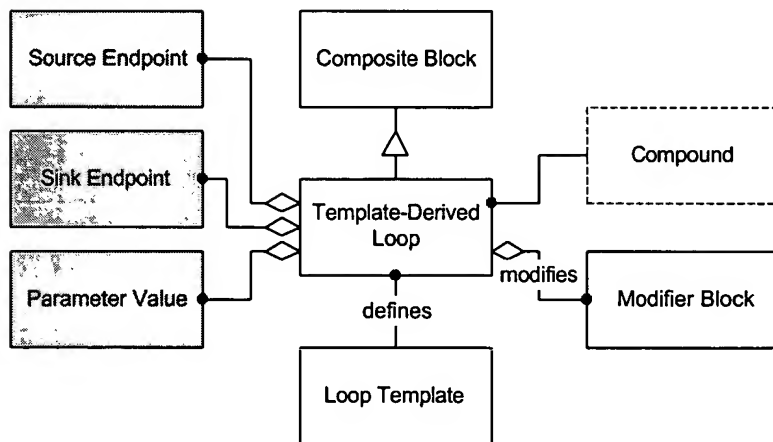 Source Endpoint
Composite Block
Sink Endpoint
Template-Derived
Loop
Compound
Parameter Value
modifies
Modifier Block
defines
Loop Template